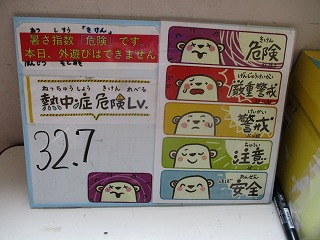 あつ しすう 「きけん」
暑さ指数「危険」です。
本日、外遊びはできません
ねっちゅうしょう きけん れべる
熱中症危険Lv.
32.7
きけん
危険
げんじゅうけいかい
厳重警戒
けいかい
警戒
ちゅうい
注意
あんぜん
安全